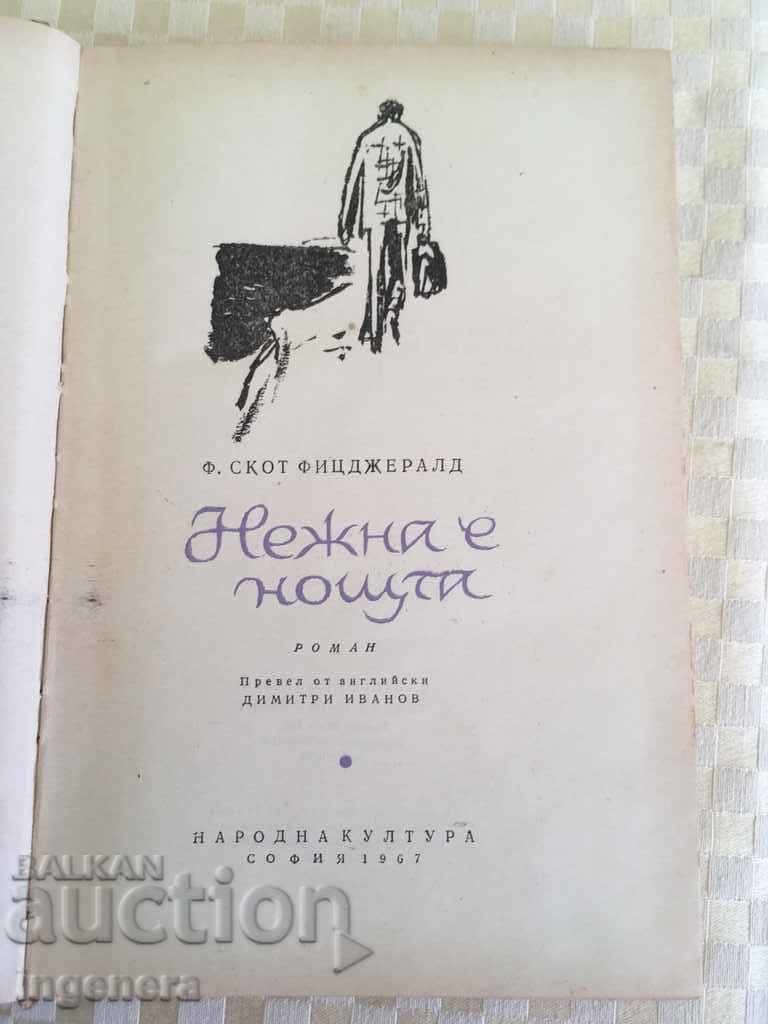 Ф. СКОТ ФИЦДЖЕРАЛД
Нежна е
нощта
РОМАН
Превел от английски
ДИМИТРИ ИВАНОВ
НАРОДНА КУЛТУРА
СОФИЯ 1967
BALKAN
auction
ingenera